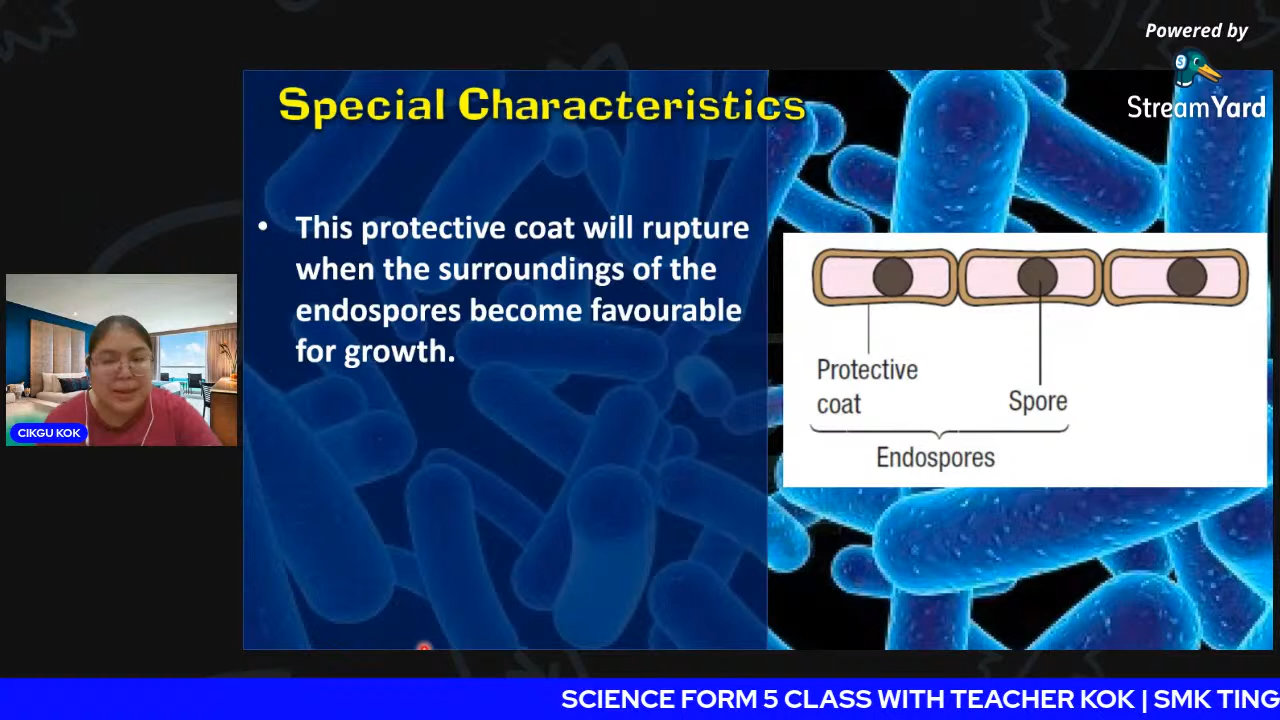 Powered by
StreamYard
Special Characteristics
• This protective coat will rupture
when the surroundings of the
endospores become favourable
for growth.
Protective
coat
Spore
Endospores
CIKGU KOK
SCIENCE FORM 5 CLASS WITH TEACHER KOK | SMK TING